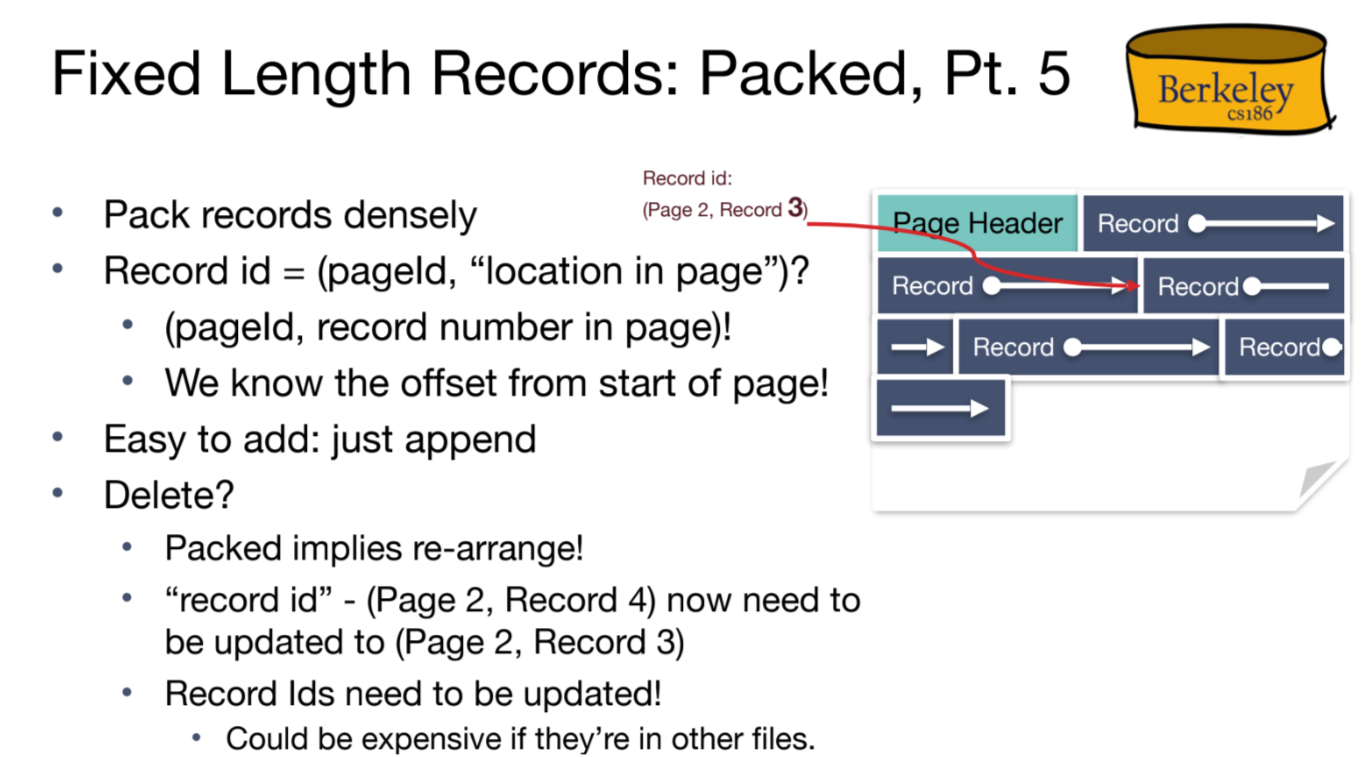 Fixed Length Records: Packed, Pt. 5
Berkeley
cs186
• Pack records densely
• Record id = (pageId, “location in page”)?
• (pageId, record number in page)!
• We know the offset from start of page!
• Easy to add: just append
• Delete?
• Packed implies re-arrange!
• “record id” - (Page 2, Record 4) now need to
be updated to (Page 2, Record 3)
• Record Ids need to be updated!
• Could be expensive if they’re in other files.
Record id:
(Page 2, Record 3)
Page Header
Record
Record
Record
Record
Record